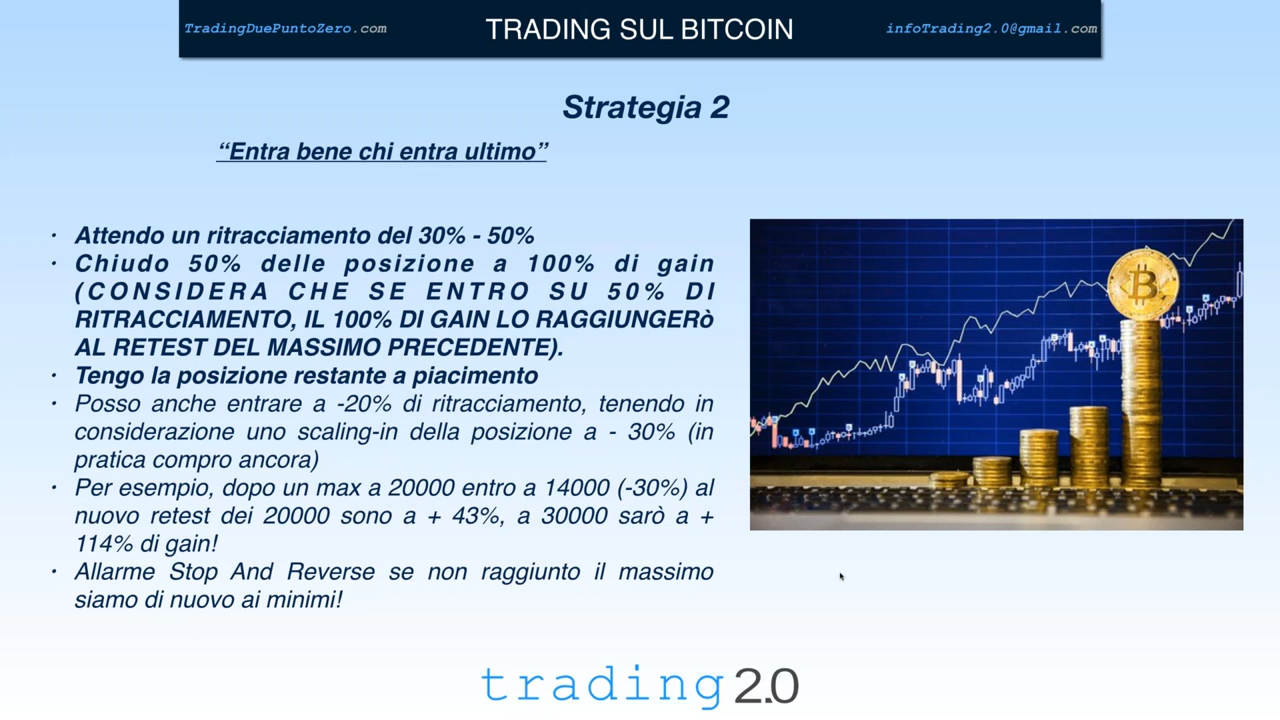 TradingDuePuntoZero.com
TRADING SUL BITCOIN
infoTrading2.0@gmail.com
Strategia 2
“Entra bene chi entra ultimo”
· Attendo un ritracciamento del 30% - 50%
· Chiudo 50% delle posizione a 100% di gain
(CONSIDERA CHE SE ENTRO SU 50% DI
RITRACCIAMENTO, IL 100% DI GAIN LO RAGGIUNGERò
AL RETEST DEL MASSIMO PRECEDENTE).
· Tengo la posizione restante a piacimento
· Posso anche entrare a -20% di ritracciamento, tenendo in
considerazione uno scaling-in della posizione a - 30% (in
pratica compro ancora)
· Per esempio, dopo un max a 20000 entro a 14000 (-30%) al
nuovo retest dei 20000 sono a + 43%, a 30000 sarò a +
114% di gain!
· Allarme Stop And Reverse se non raggiunto il massimo
siamo di nuovo ai minimi!
trading 2.0